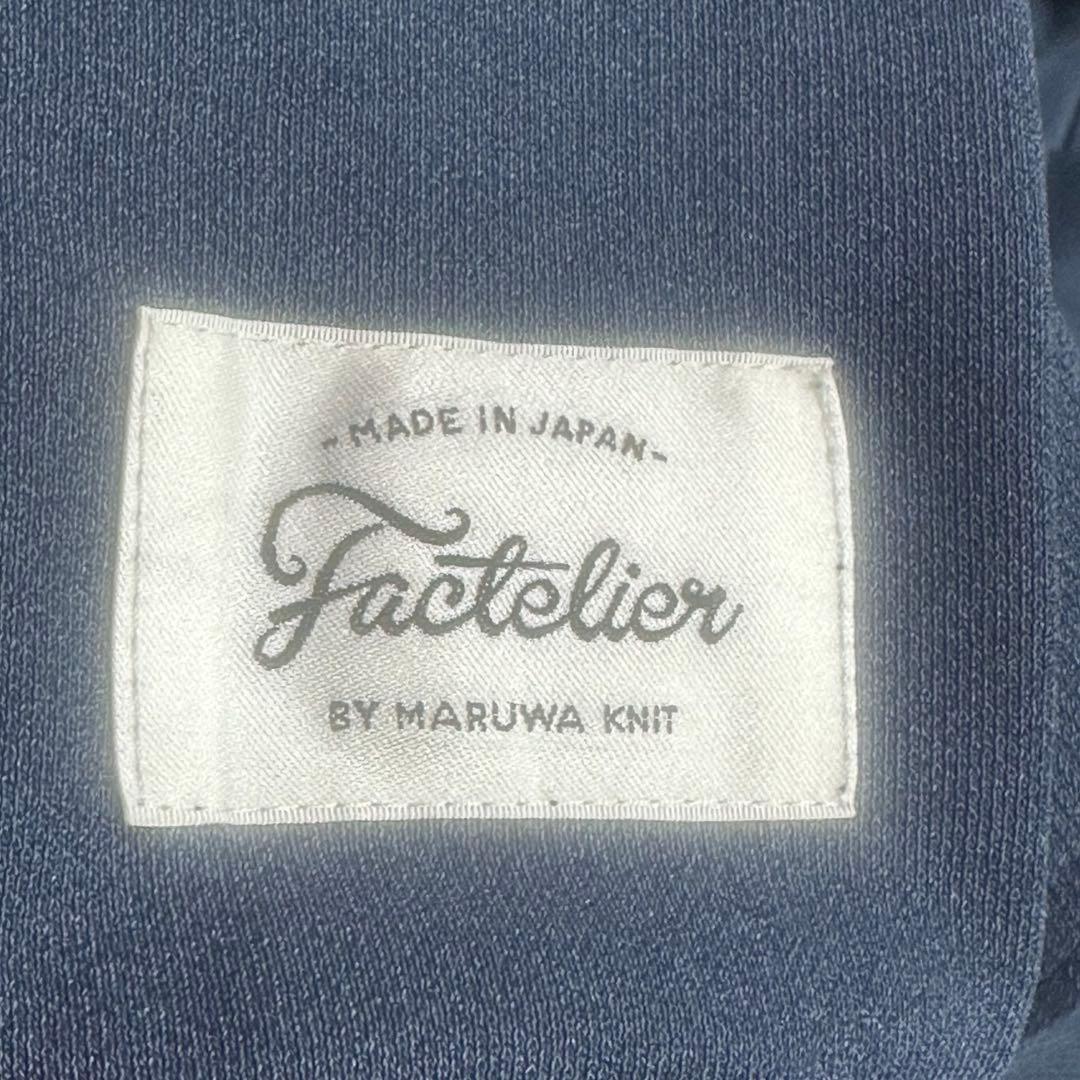 - MADE IN JAPAN -
Factelier
BY MARUWA KNIT